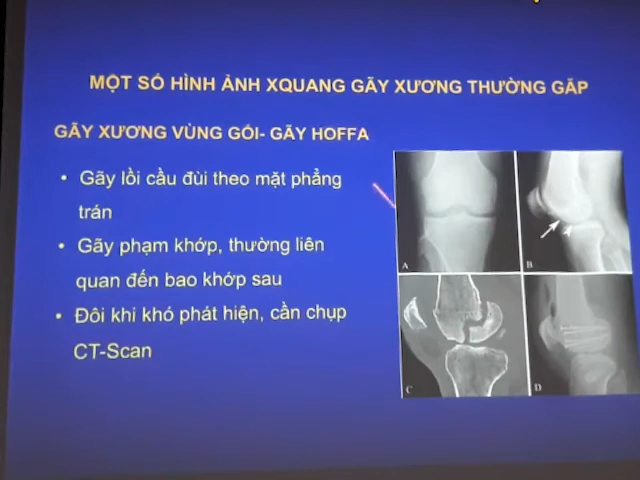 MỘT SỐ HÌNH ẢNH XQUANG GÃY XƯƠNG THƯỜNG GẶP
GÃY XƯƠNG VÙNG GỐI- GÃY HOFFA
• Gãy lồi cầu đùi theo mặt phẳng
trán
• Gãy phạm khớp, thường liên
quan đến bao khớp sau
• Đôi khi khó phát hiện, cần chụp
CT-Scan
A
B
C
D